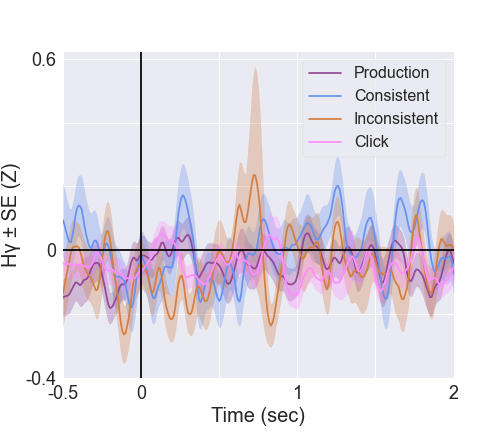 Hγ ± SE (Z)
0.6
0
-0.4
Production
Consistent
Inconsistent
Click
-0.5 0 1 2
Time (sec)